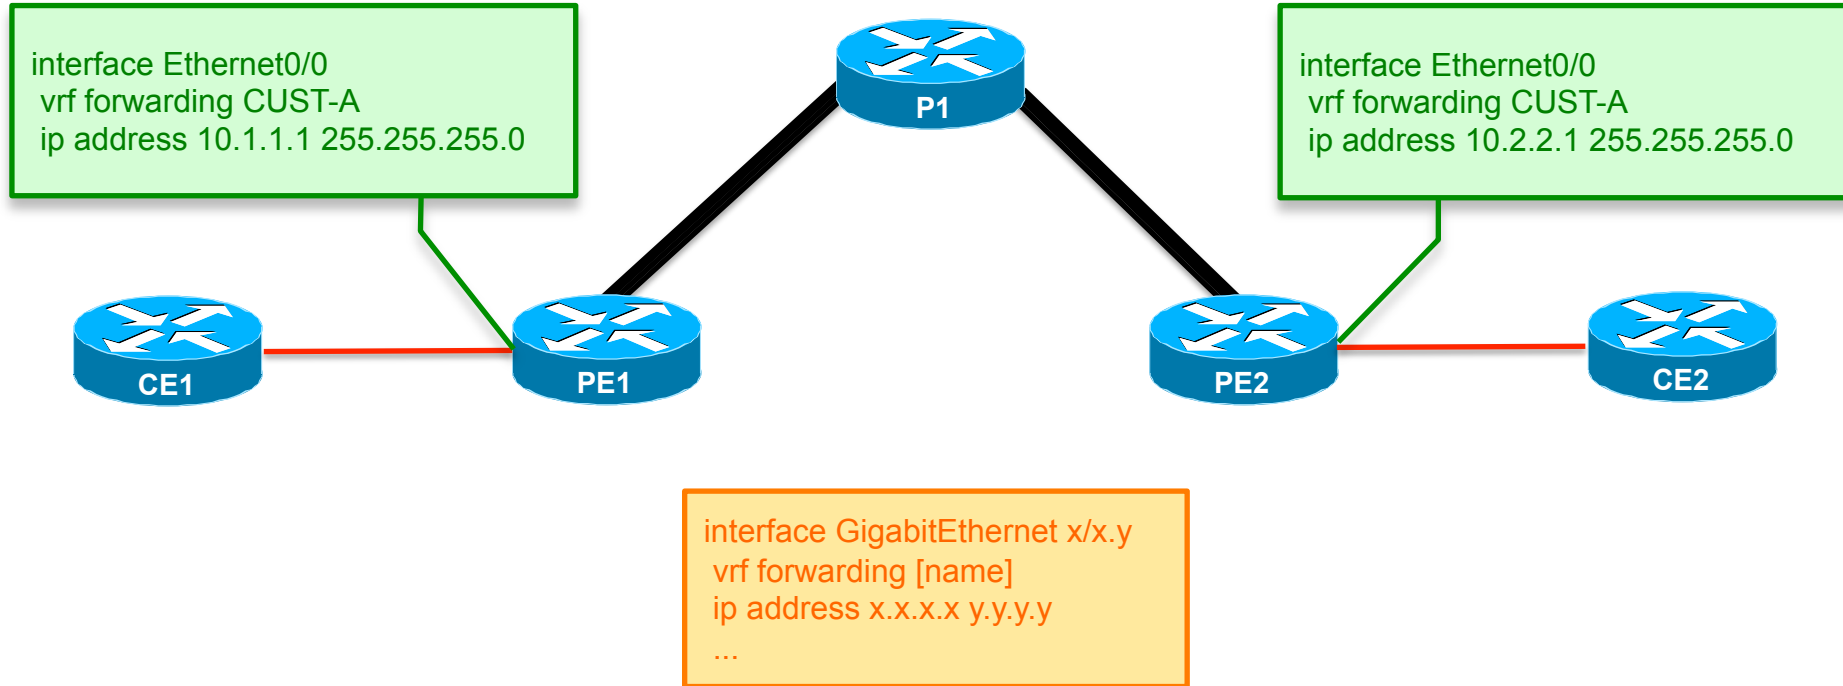 interface Ethernet0/0
vrf forwarding CUST-A
ip address 10.1.1.1 255.255.255.0
P1
interface Ethernet0/0
vrf forwarding CUST-A
ip address 10.2.2.1 255.255.255.0
CE1
PE1
PE2
CE2
interface GigabitEthernet x/x.y
vrf forwarding [name]
ip address x.x.x.x y.y.y.y
...